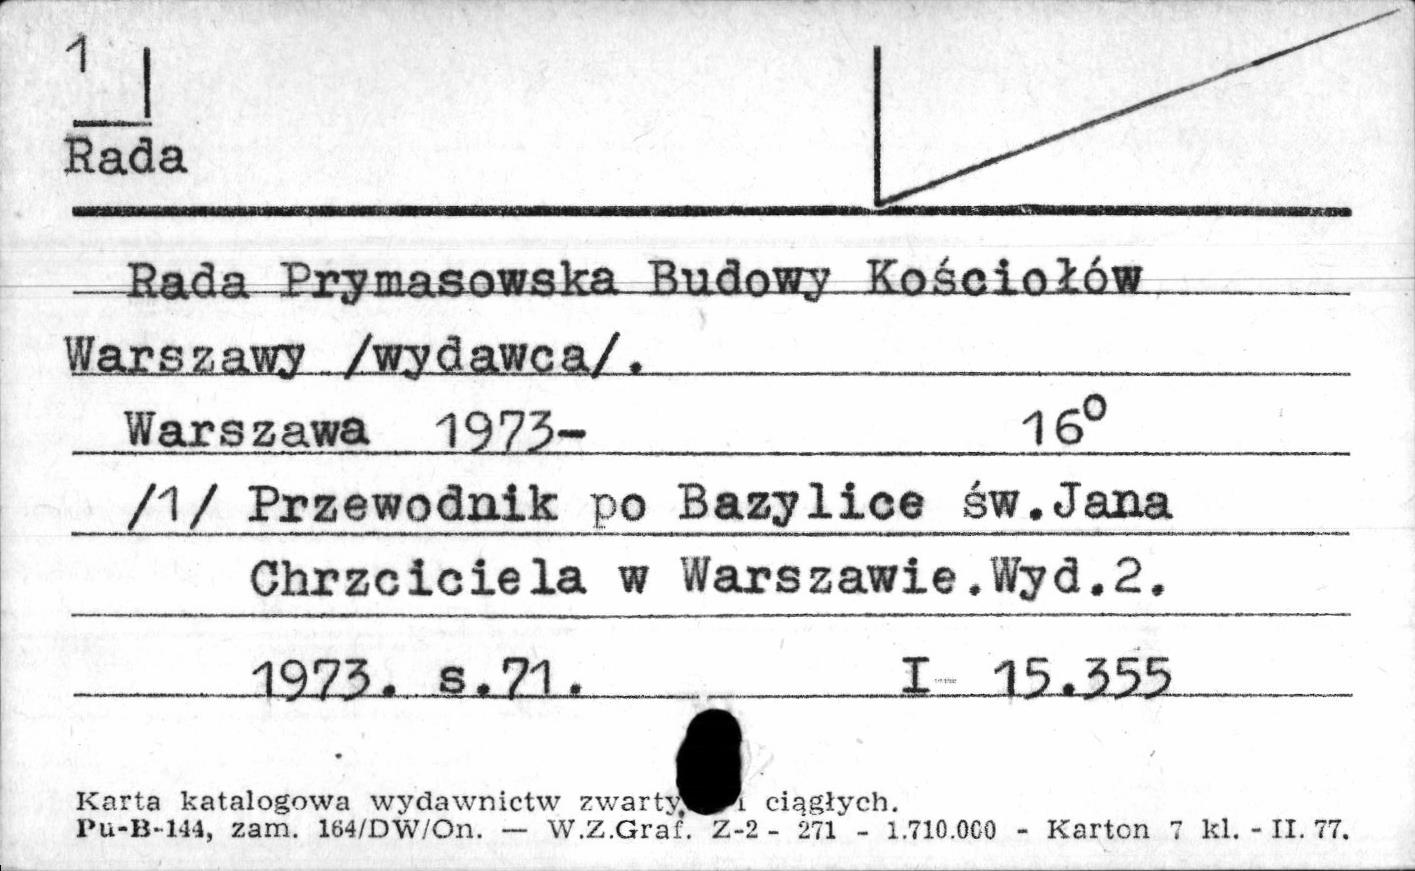 1
Rada
Rada Prymasowska Budowy Kościołów
Warszawy /wydawca/.
Warszawa 1973- 16⁰
/1/ Przewodnik po Bazylice św.Jana
Chrzciciela w Warszawie.Wyd.2.
1973. s.71. I 15.355
Karta katalogowa wydawnictw i ciągłych.
Pu-B-144, zam. 164/DW/On. — W.Z.Graf. Z-2 - 271 - 1.710.000 - Karton 7 kl. - II. 77.